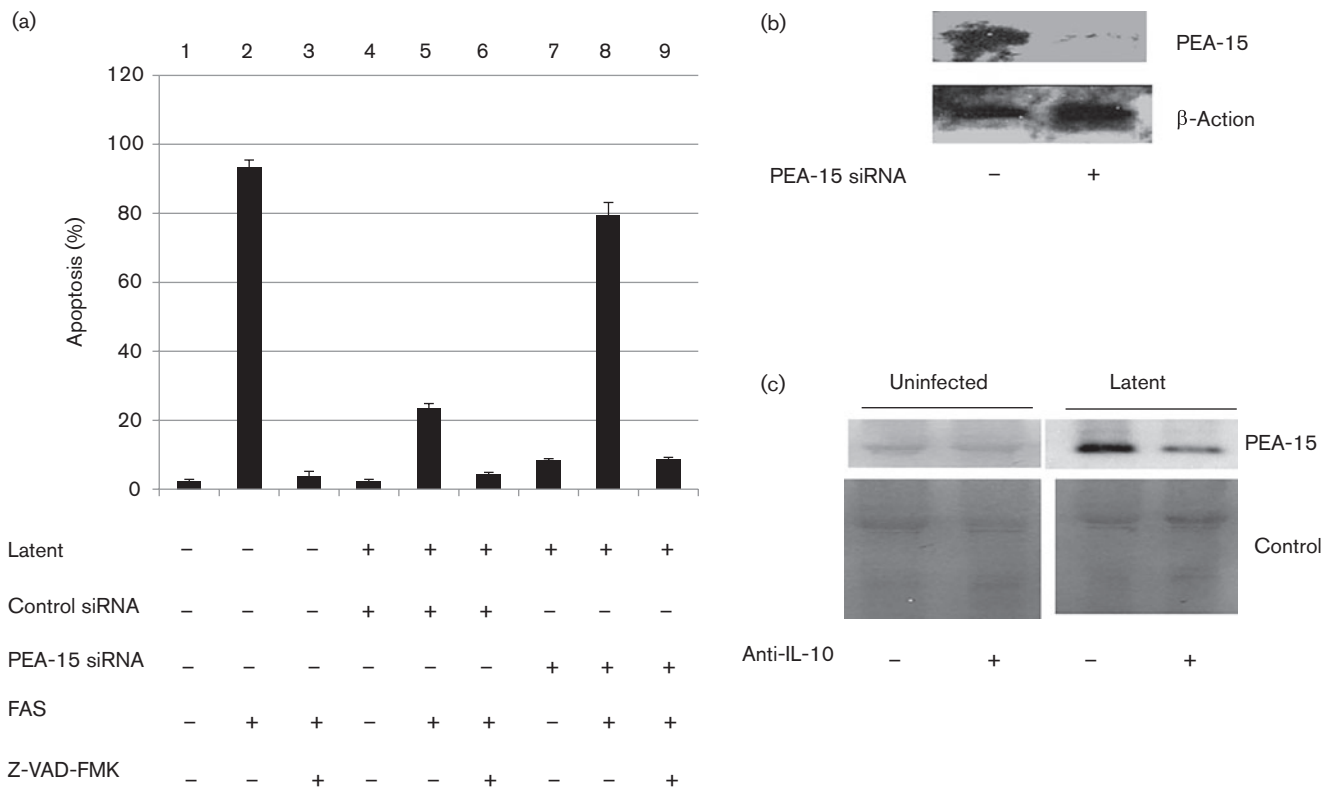 (a)
1 2 3 4 5 6 7 8 9
120
100
80
60
40
20
0
Apoptosis (%)
Latent – – – + + + + + +
Control siRNA – – – + + + – – –
PEA-15 siRNA – – – – – – + + +
FAS – + + – + + – + +
Z-VAD-FMK – – + – – + – – +
(b)
PEA-15
β-Action
PEA-15 siRNA – +
(c)
Uninfected Latent
PEA-15
Control
Anti-IL-10 – + – +